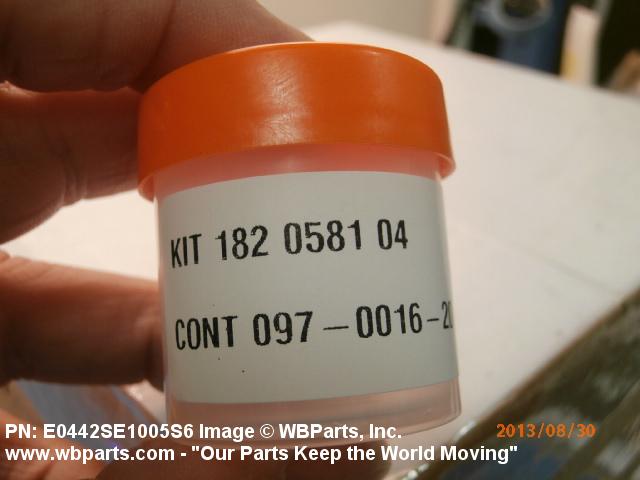 KIT 182 0581 04
CONT 097-0016-2
PN: E0442SE1005S6 Image © WBParts, Inc.
2013/08/30
www.wbparts.com - "Our Parts Keep the World Moving"